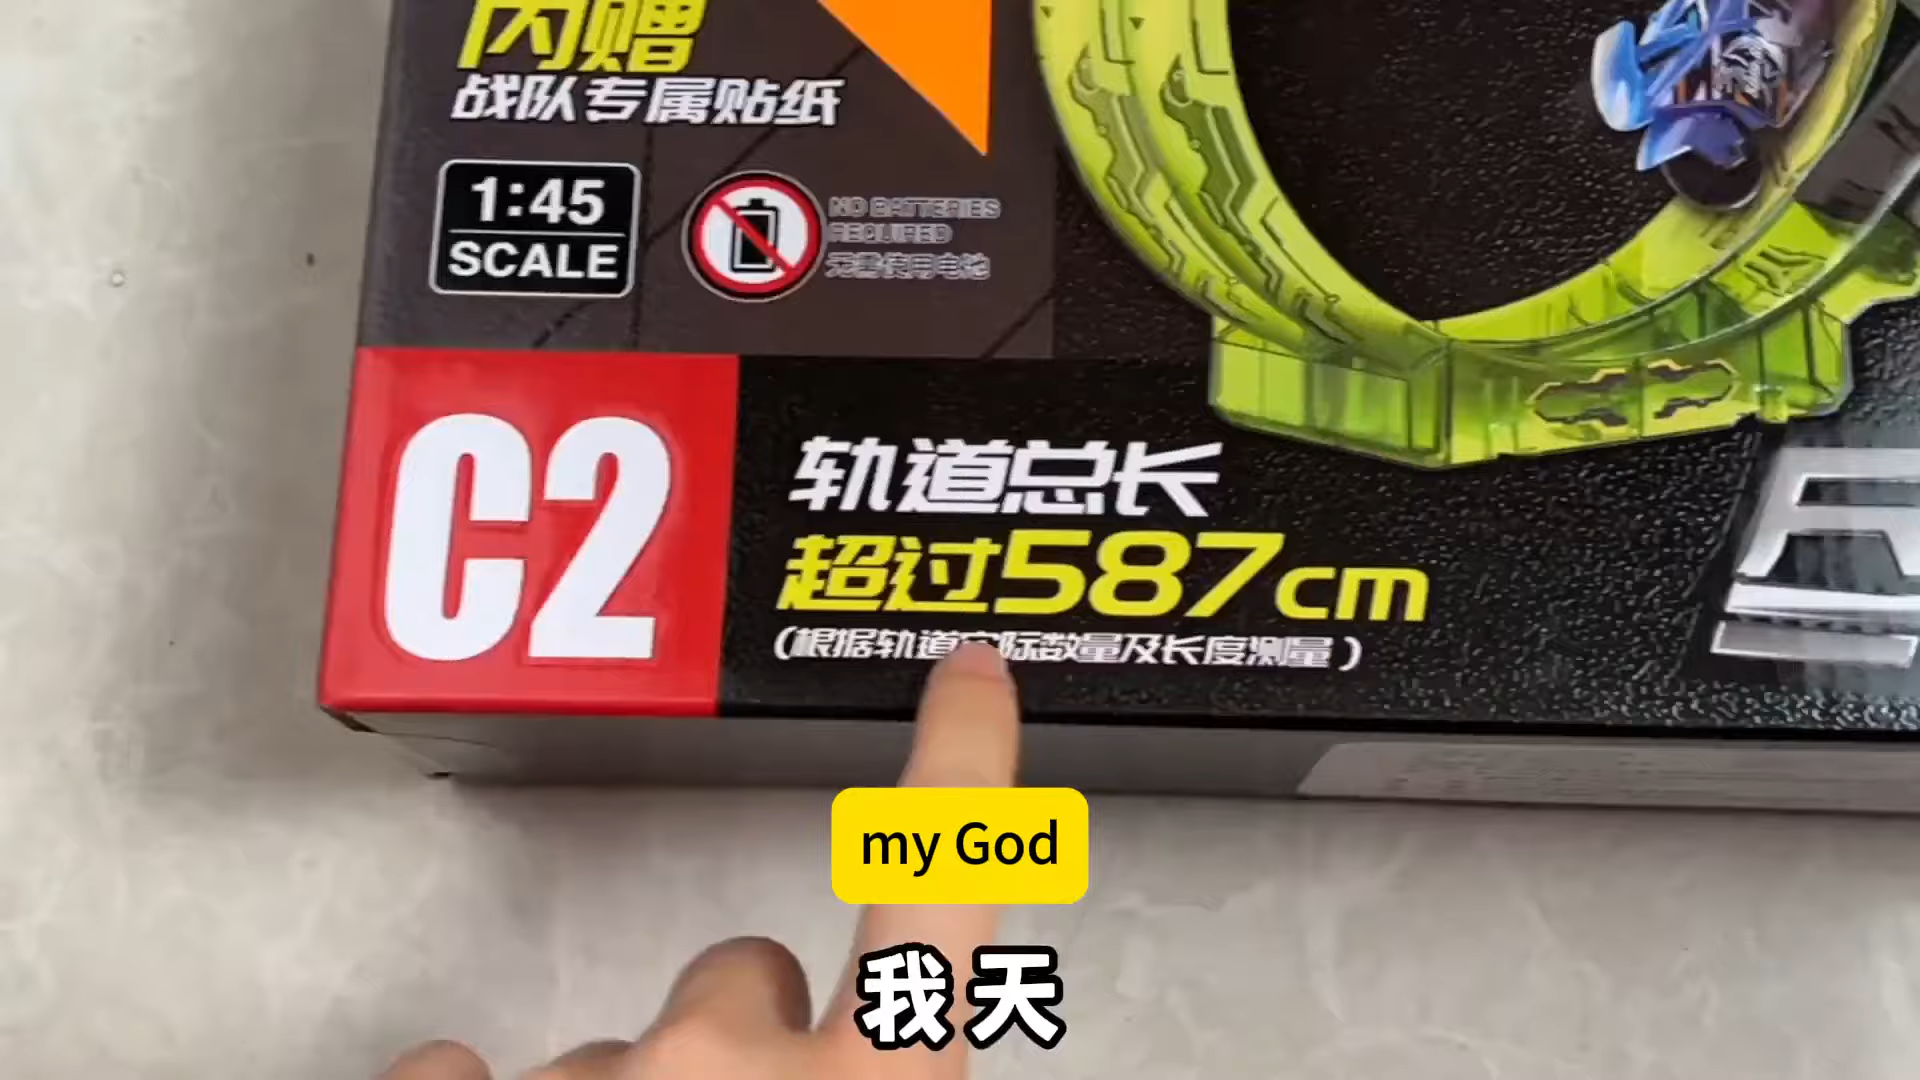 内赠
战队专属贴纸
1:45
SCALE
NO BATTERIES
REQUIRED
无需使用电池
C2
轨道总长
超过587cm
(根据轨道实际数量及长度测量)
my God
我天